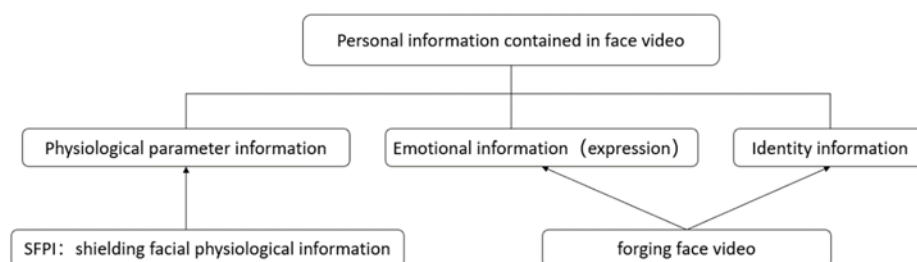 Personal information contained in face video
Physiological parameter information
Emotional information（expression）
Identity information
SFPI：shielding facial physiological information
forging face video